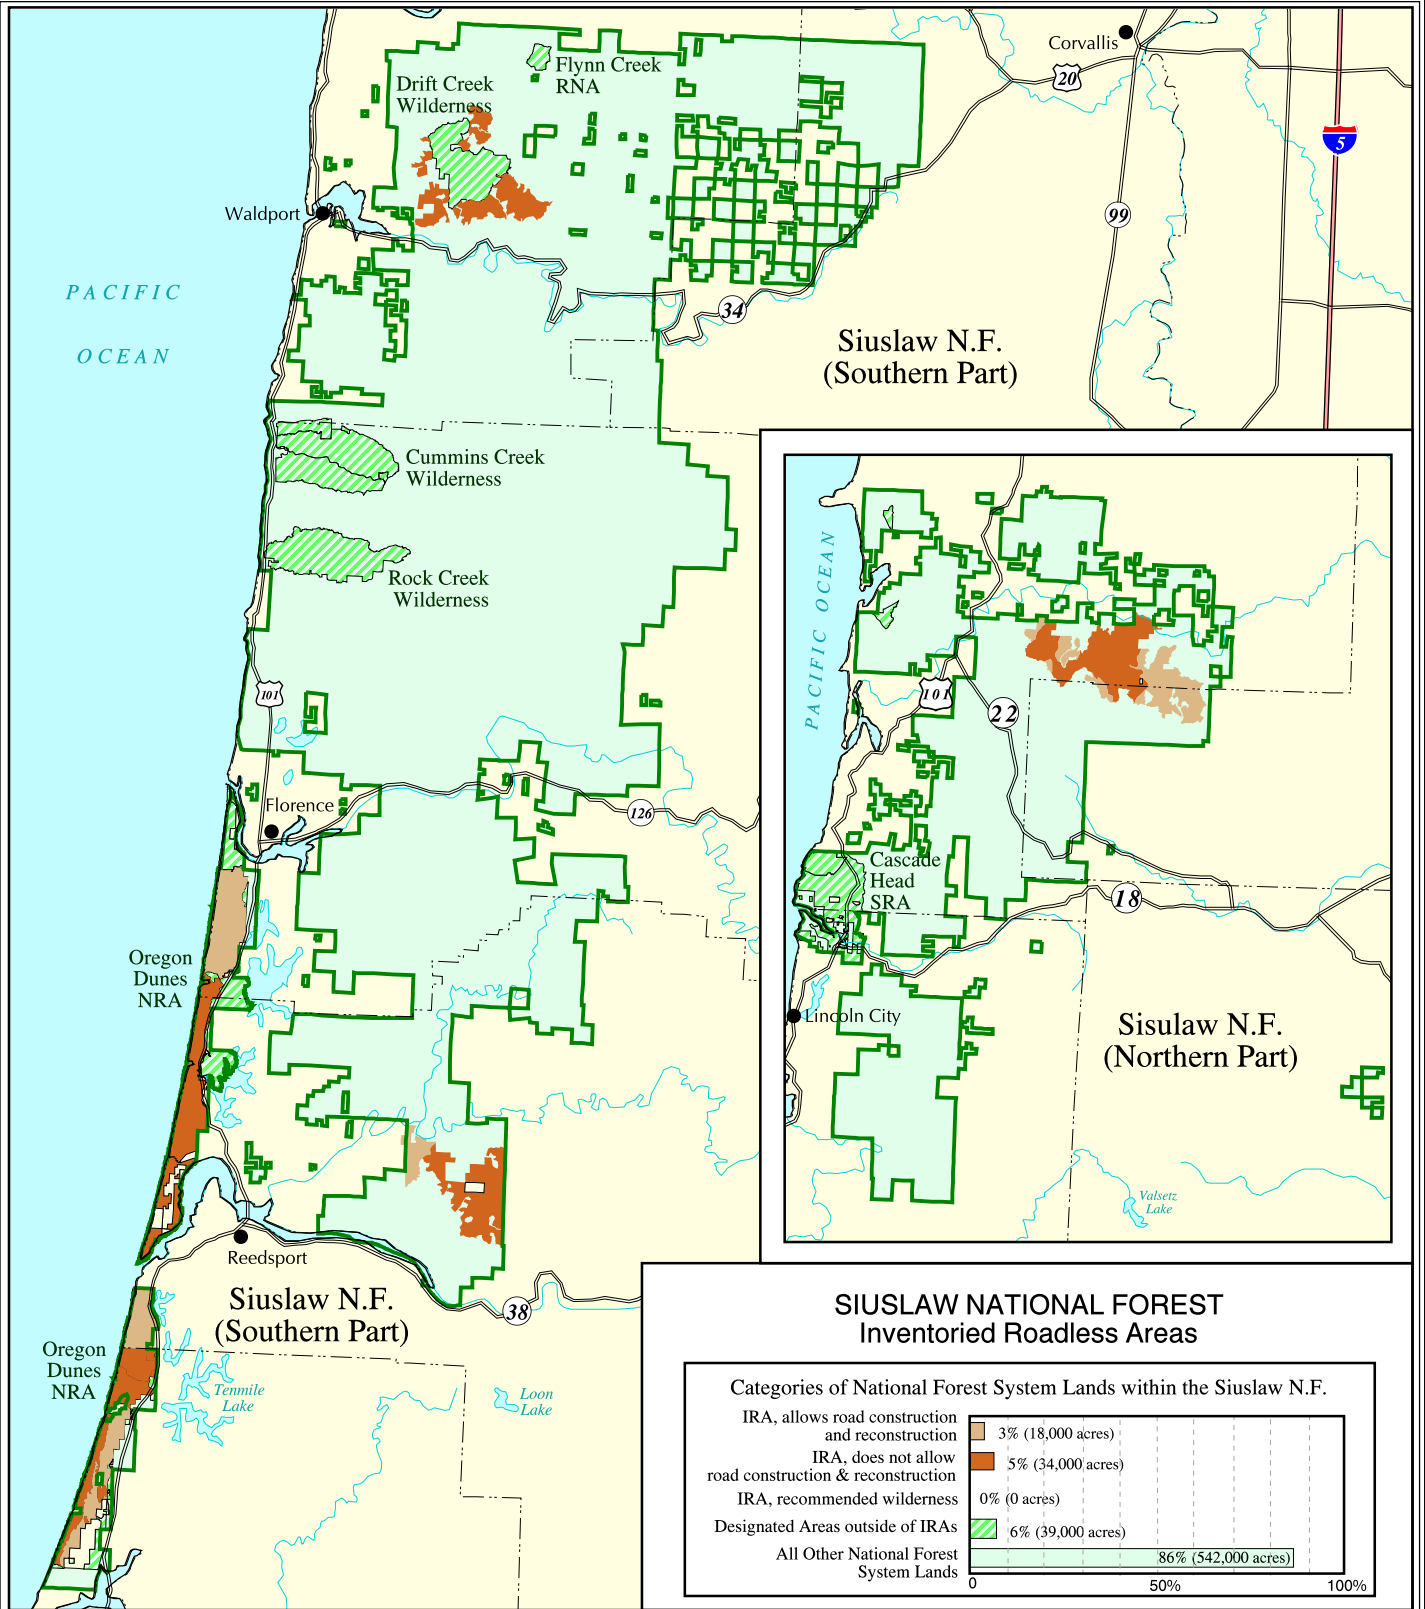 Corvallis
20
Flynn Creek
RNA
Drift Creek
Wilderness
5
Waldport
99
PACIFIC
OCEAN
34
Siuslaw N.F.
(Southern Part)
Cummins Creek
Wilderness
Rock Creek
Wilderness
101
Florence
126
PACIFIC OCEAN
101
22
Cascade
Head
SRA
18
Lincoln City
Sisulaw N.F.
(Northern Part)
Valsetz
Lake
Oregon
Dunes
NRA
Reedsport
38
Siuslaw N.F.
(Southern Part)
Oregon
Dunes
NRA
Tenmile
Lake
Loon
Lake
SIUSLAW NATIONAL FOREST
Inventoried Roadless Areas
Categories of National Forest System Lands within the Siuslaw N.F.
IRA, allows road construction
and reconstruction
3% (18,000 acres)
IRA, does not allow
road construction & reconstruction
5% (34,000 acres)
IRA, recommended wilderness
0% (0 acres)
Designated Areas outside of IRAs
6% (39,000 acres)
All Other National Forest
System Lands
86% (542,000 acres)
0 50% 100%